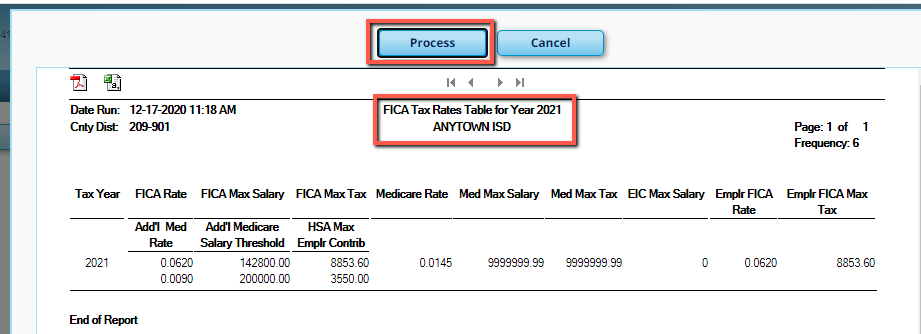 41
Process Cancel
Date Run: 12-17-2020 11:18 AM FICA Tax Rates Table for Year 2021
Cnty Dist: 209-901 ANYTOWN ISD Page: 1 of 1
Frequency: 6
Tax Year FICA Rate FICA Max Salary FICA Max Tax Medicare Rate Med Max Salary Med Max Tax EIC Max Salary Emplr FICA Rate Emplr FICA Max Tax
Add'l Med Rate Add'l Medicare Salary Threshold HSA Max Emplr Contrib
2021 0.0620 142800.00 8853.60 0.0145 9999999.99 9999999.99 0 0.0620 8853.60
0.0090 200000.00 3550.00
End of Report